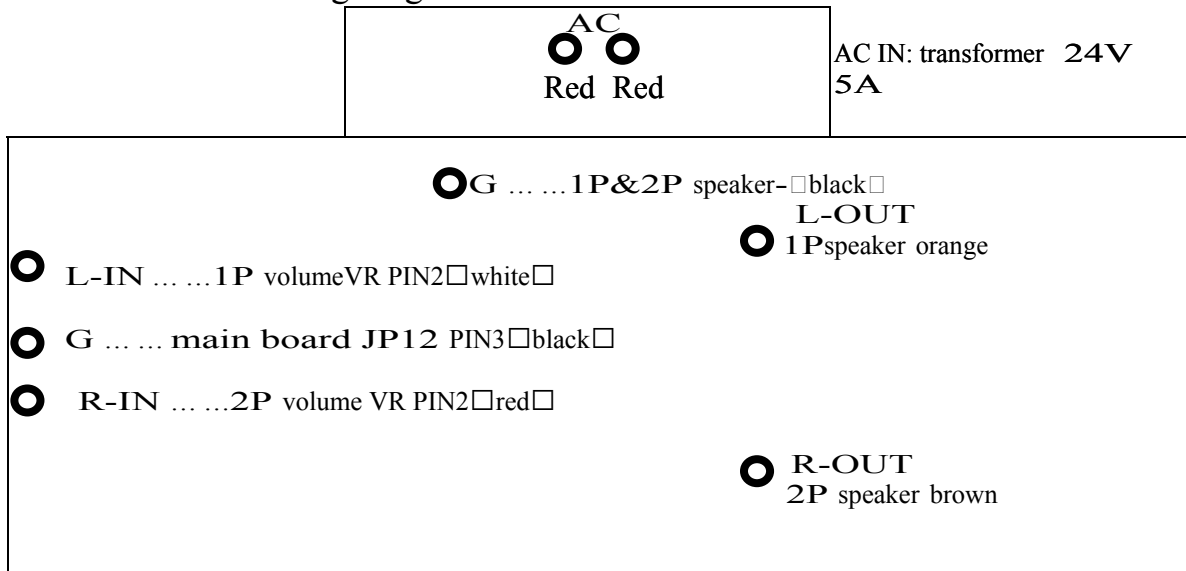 AC
Red Red
AC IN: transformer 24V
5A
G ... ...1P&2P speaker-□black□
L-OUT
1Pspeaker orange
L-IN ... ...1P volumeVR PIN2□white□
G ... ... main board JP12 PIN3□black□
R-IN ... ...2P volume VR PIN2□red□
R-OUT
2P speaker brown